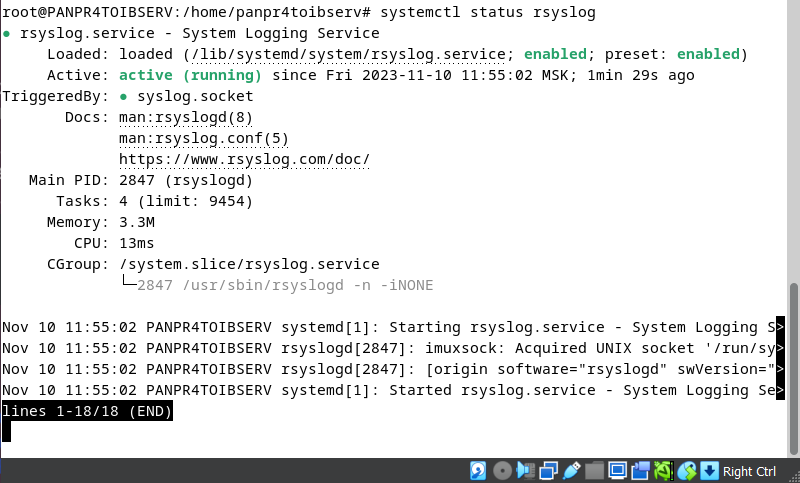 root@PANPR4TOIBSERV:/home/panpr4toibserv# systemctl status rsyslog
● rsyslog.service - System Logging Service
     Loaded: loaded (/lib/systemd/system/rsyslog.service; enabled; preset: enabled)
     Active: active (running) since Fri 2023-11-10 11:55:02 MSK; 1min 29s ago
TriggeredBy: ● syslog.socket
       Docs: man:rsyslogd(8)
             man:rsyslog.conf(5)
             https://www.rsyslog.com/doc/
   Main PID: 2847 (rsyslogd)
      Tasks: 4 (limit: 9454)
     Memory: 3.3M
        CPU: 13ms
     CGroup: /system.slice/rsyslog.service
             └─2847 /usr/sbin/rsyslogd -n -iNONE
Nov 10 11:55:02 PANPR4TOIBSERV systemd[1]: Starting rsyslog.service - System Logging S>
Nov 10 11:55:02 PANPR4TOIBSERV rsyslogd[2847]: imuxsock: Acquired UNIX socket '/run/sy>
Nov 10 11:55:02 PANPR4TOIBSERV rsyslogd[2847]: [origin software="rsyslogd" swVersion=">
Nov 10 11:55:02 PANPR4TOIBSERV systemd[1]: Started rsyslog.service - System Logging Se>
lines 1-18/18 (END)
Right Ctrl